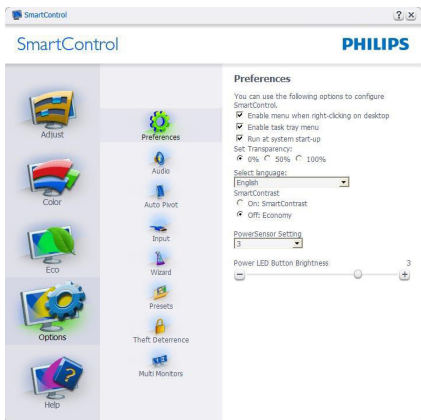 SmartControl
? ×
SmartControl
PHILIPS
Adjust
Color
Eco
Options
Help
Preferences
Audio
Auto Pivot
Input
Wizard
Presets
Theft Deterrence
Multi Monitors
Preferences
You can use the following options to configure
SmartControl.
Enable menu when right-clicking on desktop
Enable task tray menu
Run at system start-up
Set Transparency:
0% 50% 100%
Select language:
English
SmartContrast
On: SmartContrast
Off: Economy
PowerSensor Setting
3
Power LED Button Brightness 3